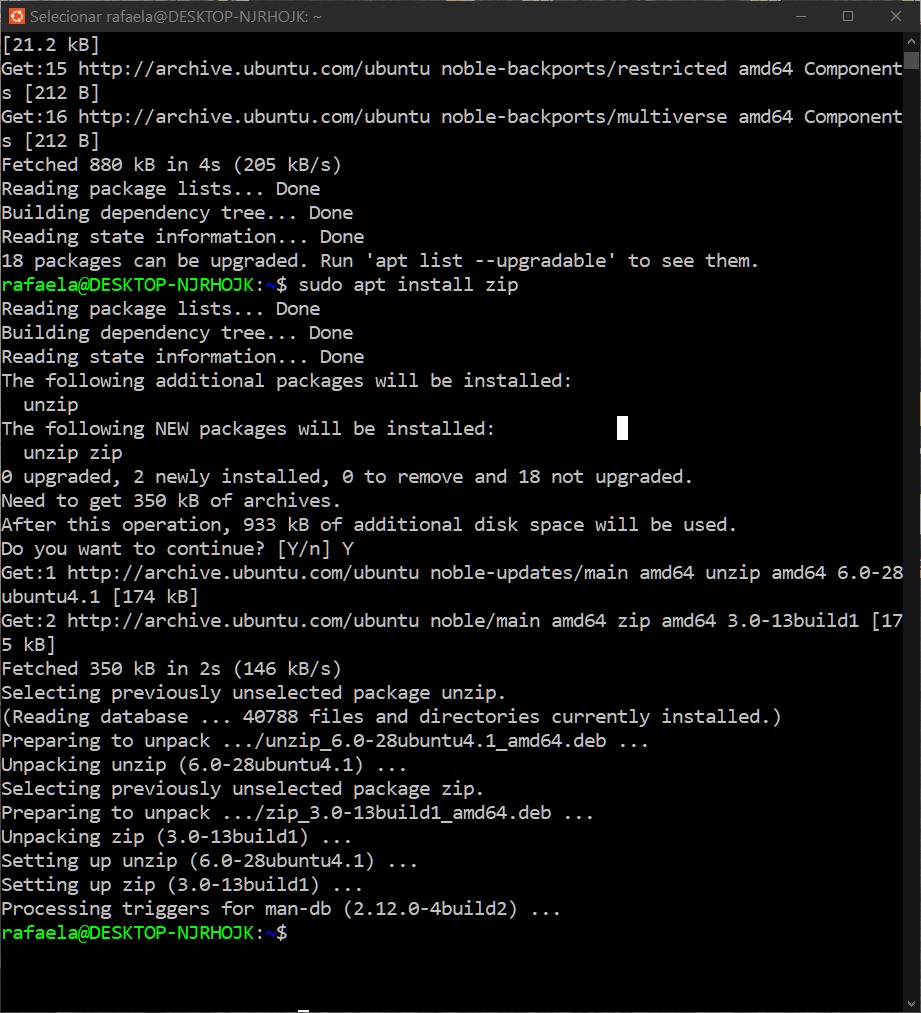 Selecionar rafaela@DESKTOP-NJRHOJK: ~
[21.2 kB]
Get:15 http://archive.ubuntu.com/ubuntu noble-backports/restricted amd64 Component
s [212 B]
Get:16 http://archive.ubuntu.com/ubuntu noble-backports/multiverse amd64 Component
s [212 B]
Fetched 880 kB in 4s (205 kB/s)
Reading package lists... Done
Building dependency tree... Done
Reading state information... Done
18 packages can be upgraded. Run 'apt list --upgradable' to see them.
rafaela@DESKTOP-NJRHOJK:~$ sudo apt install zip
Reading package lists... Done
Building dependency tree... Done
Reading state information... Done
The following additional packages will be installed:
  unzip
The following NEW packages will be installed:
  unzip zip
0 upgraded, 2 newly installed, 0 to remove and 18 not upgraded.
Need to get 350 kB of archives.
After this operation, 933 kB of additional disk space will be used.
Do you want to continue? [Y/n] Y
Get:1 http://archive.ubuntu.com/ubuntu noble-updates/main amd64 unzip amd64 6.0-28
ubuntu4.1 [174 kB]
Get:2 http://archive.ubuntu.com/ubuntu noble/main amd64 zip amd64 3.0-13build1 [17
5 kB]
Fetched 350 kB in 2s (146 kB/s)
Selecting previously unselected package unzip.
(Reading database ... 40788 files and directories currently installed.)
Preparing to unpack .../unzip_6.0-28ubuntu4.1_amd64.deb ...
Unpacking unzip (6.0-28ubuntu4.1) ...
Selecting previously unselected package zip.
Preparing to unpack .../zip_3.0-13build1_amd64.deb ...
Unpacking zip (3.0-13build1) ...
Setting up unzip (6.0-28ubuntu4.1) ...
Setting up zip (3.0-13build1) ...
Processing triggers for man-db (2.12.0-4build2) ...
rafaela@DESKTOP-NJRHOJK:~$